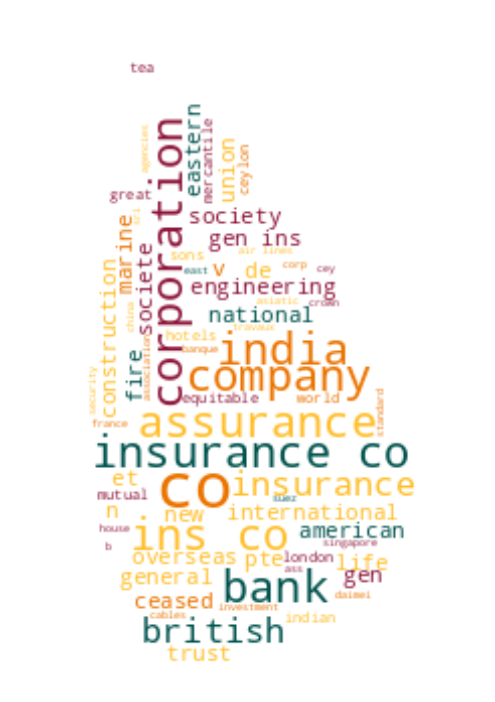 tea
agencies
eastern
mercantile
corporation
union
ceylon
great
sri
society
marine
societe
gen ins
air lines
sons
construction
east
v
de
corp
cey
engineering
china
asiatic
crown
national
travaux
association
hotels
banque
india
fire
company
security
equitable
world
standard
assurance
france
insurance co
et
co
insurance
mutual
suez
n
new
international
house
ins co
american
b
singapore
overseas
pte
london
life
ass
general
bank
gen
ceased
daimei
investment
cables
indian
british
trust